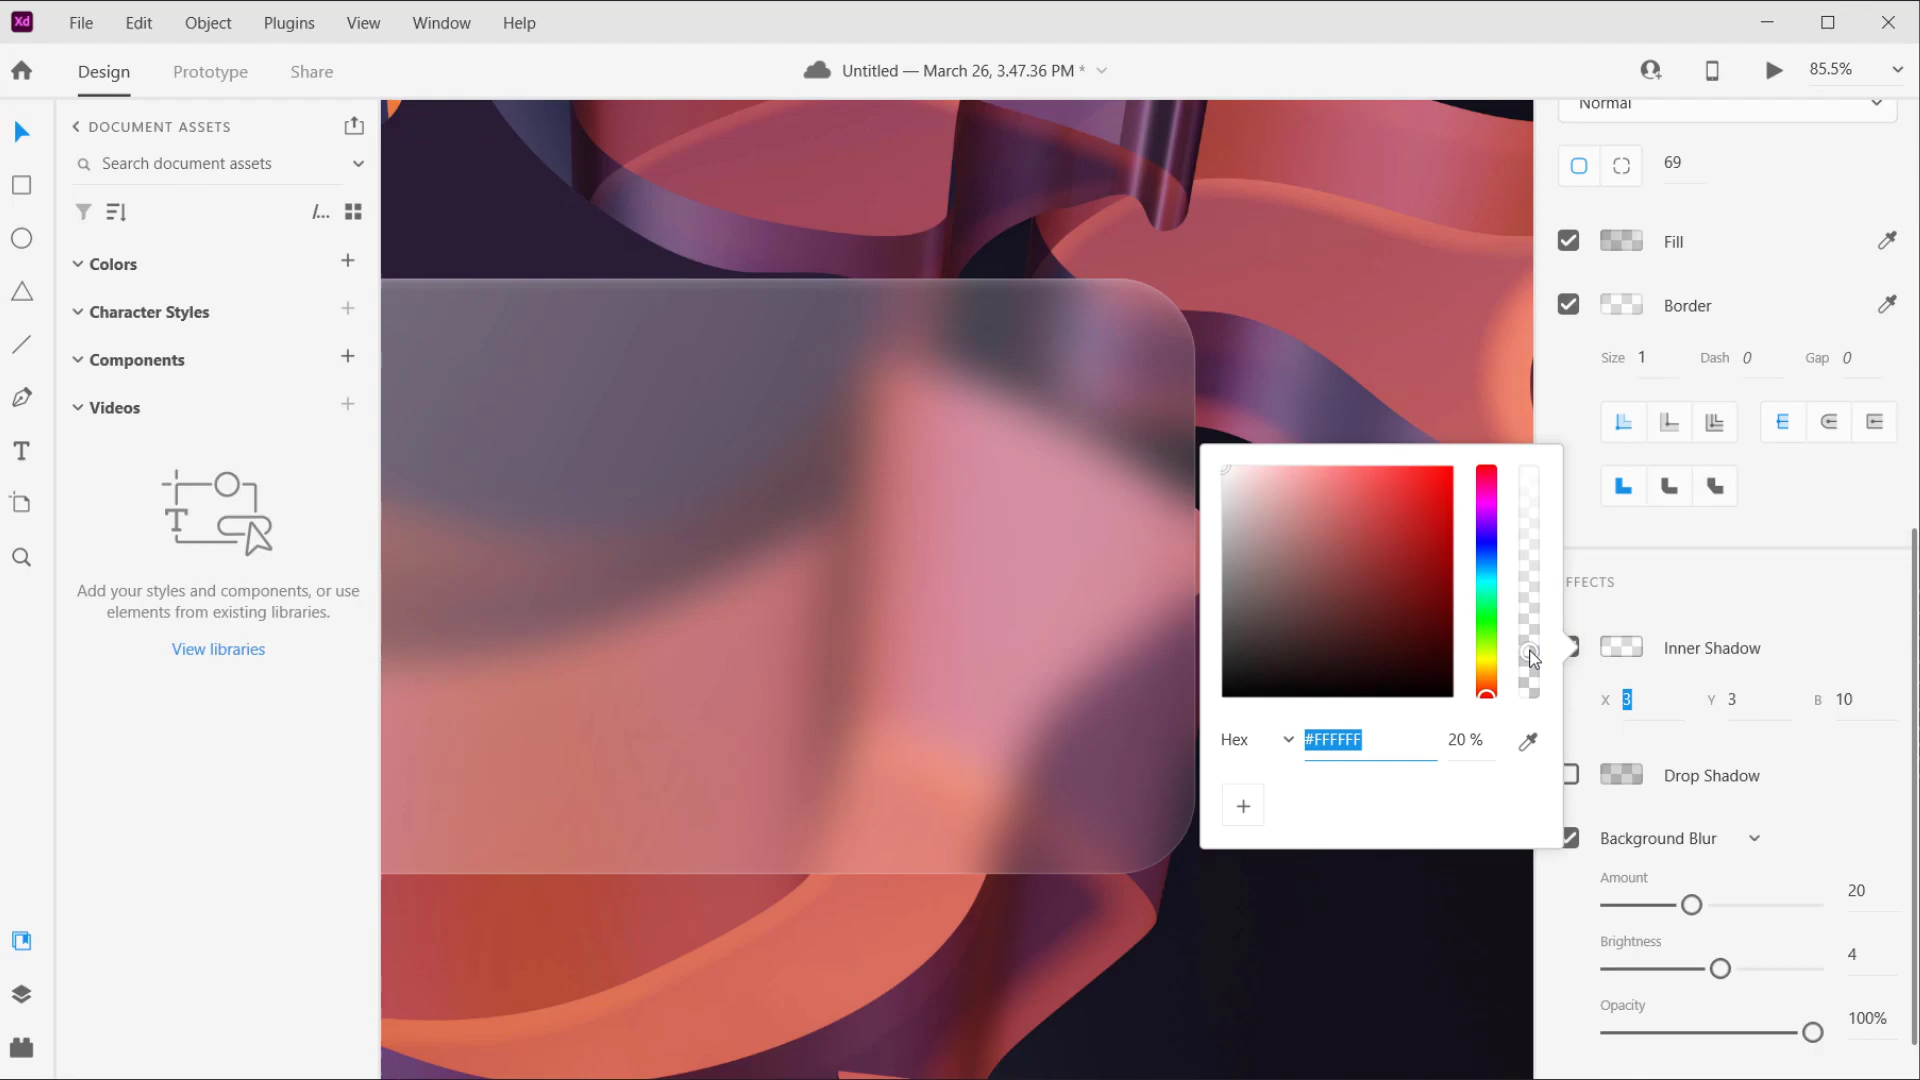 Xd File Edit Object Plugins View Window Help
Design Prototype Share Untitled — March 26, 3.47.36 PM * 85.5%
DOCUMENT ASSETS
Search document assets
/...
Colors
Character Styles
Components
Videos
T
Add your styles and components, or use
elements from existing libraries.
View libraries
Normal
69
Fill
Border
Size 1 Dash 0 Gap 0
FFECTS
Inner Shadow
X 3 Y 3 B 10
Hex #FFFFFF 20 %
Drop Shadow
Background Blur
Amount
20
Brightness
4
Opacity
100%